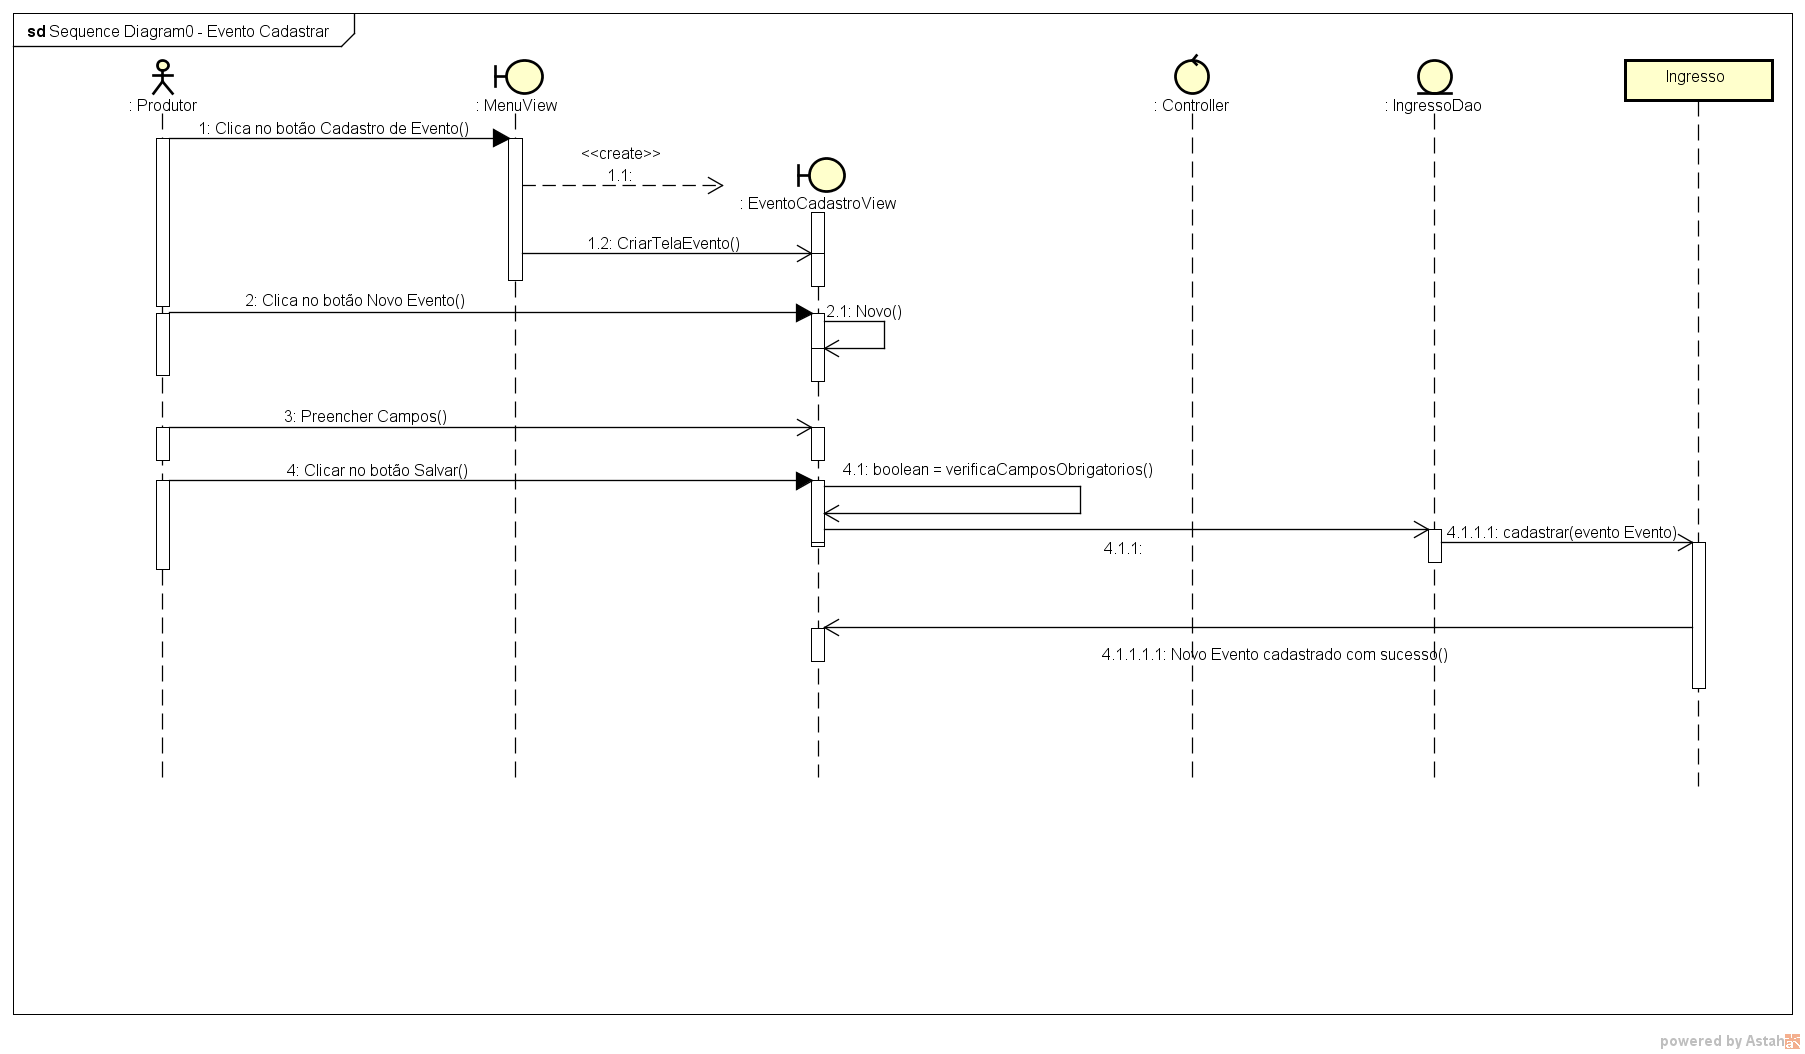 sd Sequence Diagram0 - Evento Cadastrar
: Produtor
: MenuView
: Controller
: IngressoDao
Ingresso
1: Clica no botão Cadastro de Evento()
<<create>>
1.1:
: EventoCadastroView
1.2: CriarTelaEvento()
2: Clica no botão Novo Evento()
2.1: Novo()
3: Preencher Campos()
4: Clicar no botão Salvar()
4.1: boolean = verificaCamposObrigatorios()
4.1.1:
4.1.1.1: cadastrar(evento Evento)
4.1.1.1.1: Novo Evento cadastrado com sucesso()
powered by Astah